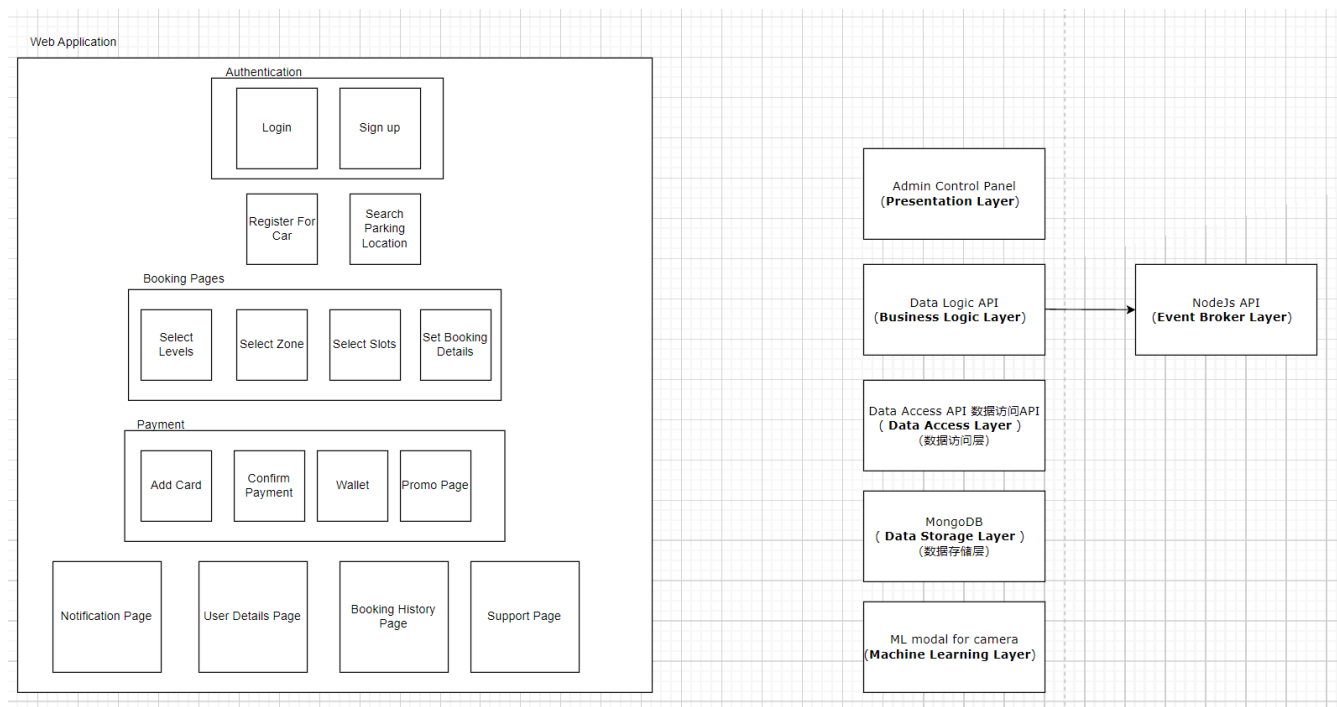 Web Application
Authentication
Login
Sign up
Register For
Car
Search
Parking
Location
Booking Pages
Select
Levels
Select Zone
Select Slots
Set Booking
Details
Payment
Add Card
Confirm
Payment
Wallet
Promo Page
Notification Page
User Details Page
Booking History
Page
Support Page
Admin Control Panel
(Presentation Layer)
Data Logic API
(Business Logic Layer)
NodeJs API
(Event Broker Layer)
Data Access API 数据访问API
( Data Access Layer )
(数据访问层)
MongoDB
( Data Storage Layer )
(数据存储层)
ML modal for camera
(Machine Learning Layer)